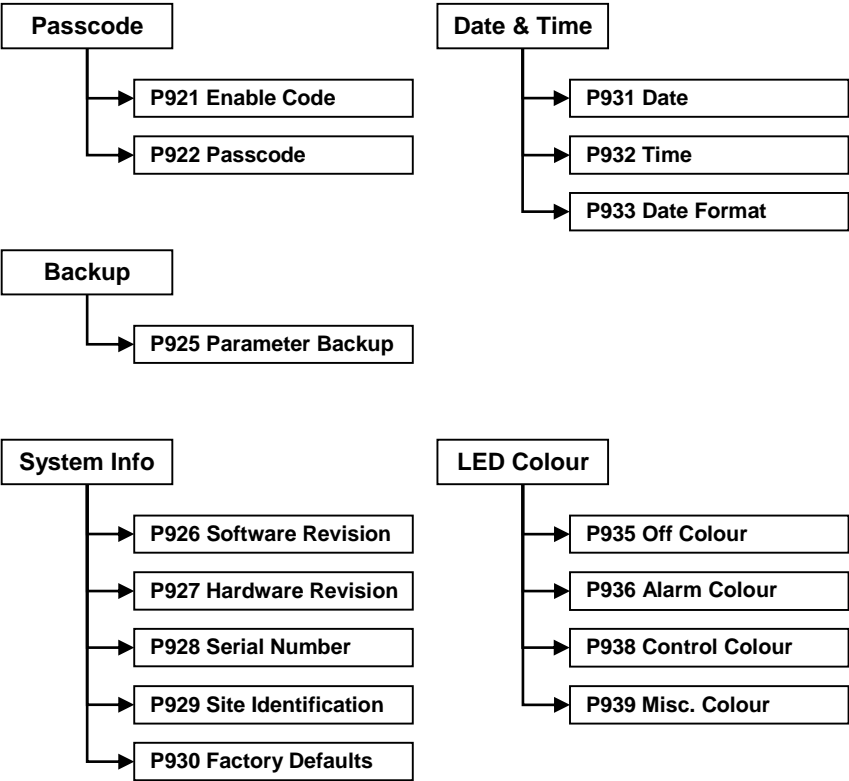 Passcode
P921 Enable Code
P922 Passcode
Date & Time
P931 Date
P932 Time
P933 Date Format
Backup
P925 Parameter Backup
System Info
P926 Software Revision
P927 Hardware Revision
P928 Serial Number
P929 Site Identification
P930 Factory Defaults
LED Colour
P935 Off Colour
P936 Alarm Colour
P938 Control Colour
P939 Misc. Colour